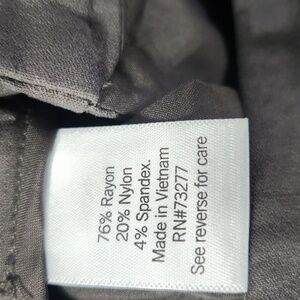 76% Rayon
20% Nylon
4% Spandex.
Made in Vietnam
RN#73277
See reverse for care